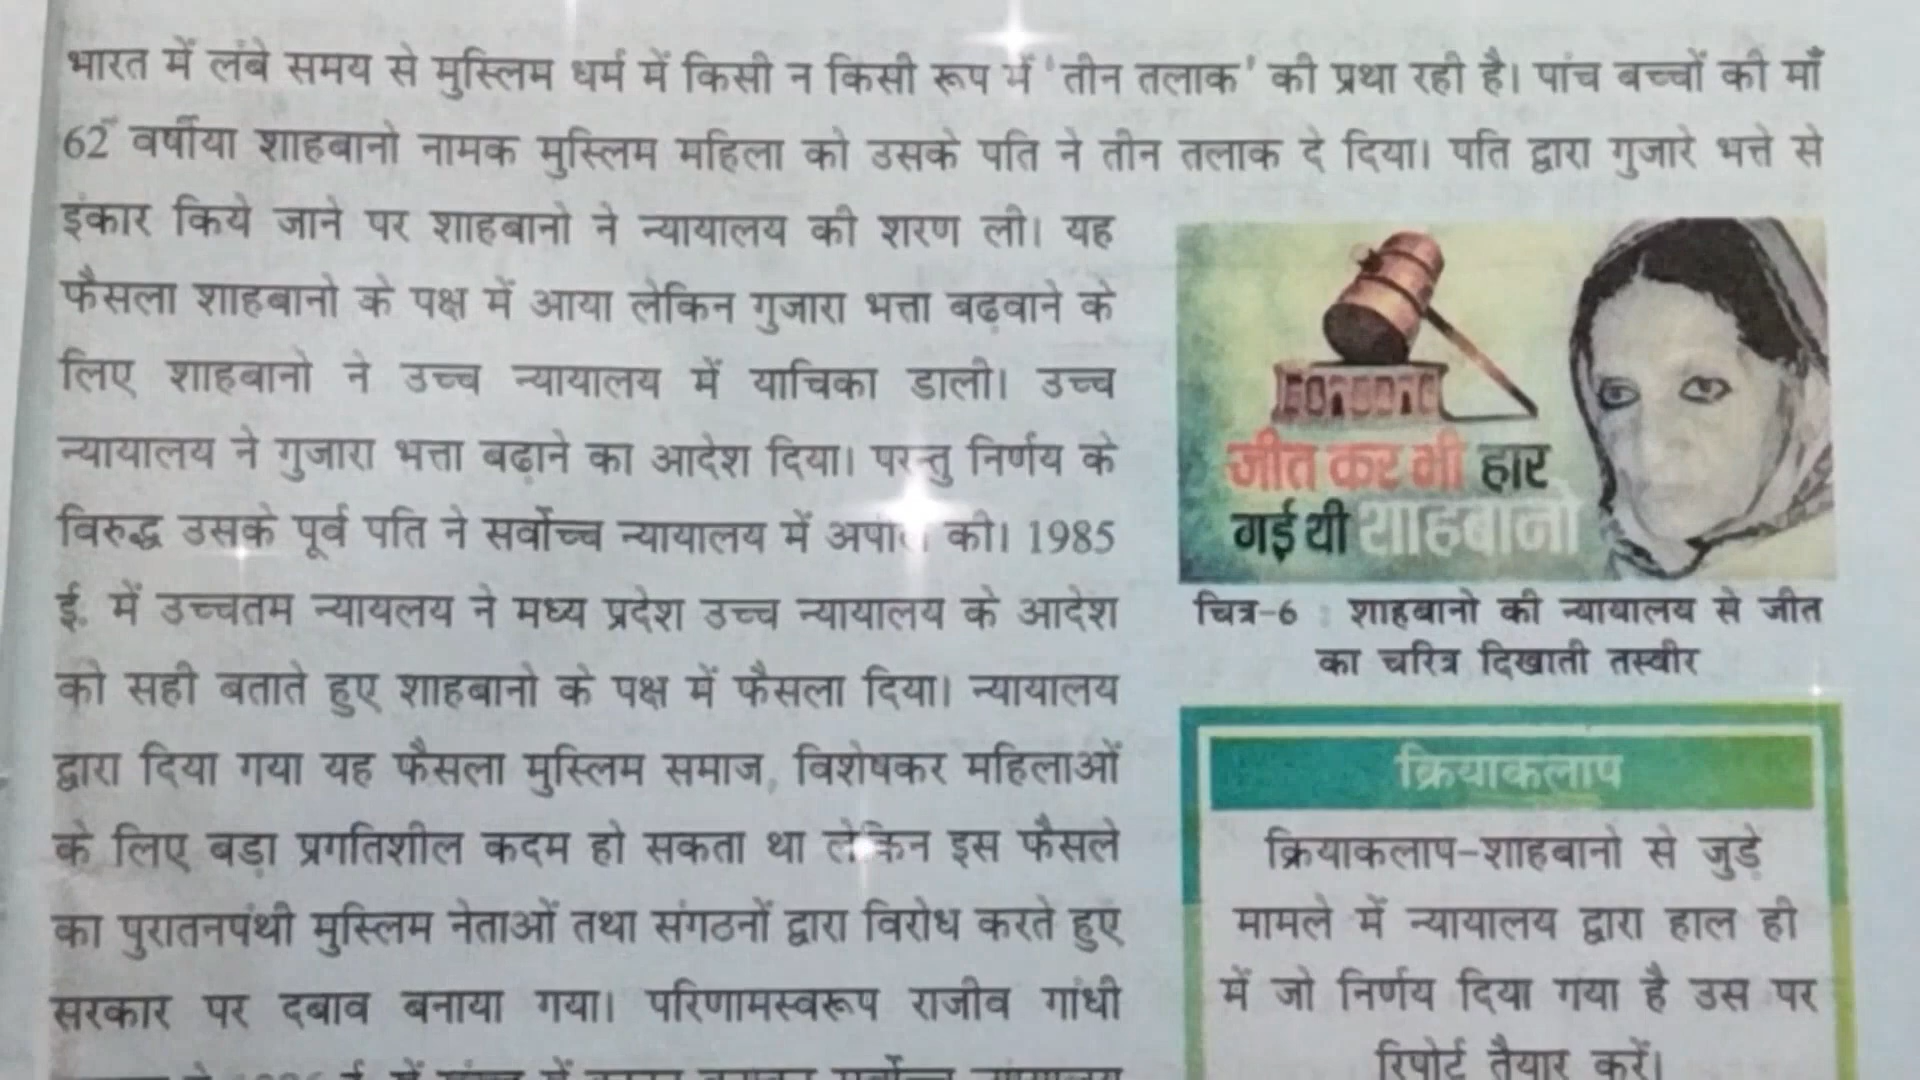 भारत में लंबे समय से मुस्लिम धर्म में किसी न किसी रूप में 'तीन तलाक' की प्रथा रही है। पांच बच्चों की माँ
62 वर्षीया शाहबानो नामक मुस्लिम महिला को उसके पति ने तीन तलाक दे दिया। पति द्वारा गुजारे भत्ते से
इंकार किये जाने पर शाहबानो ने न्यायालय की शरण ली। यह
फैसला शाहबानो के पक्ष में आया लेकिन गुजारा भत्ता बढ़वाने के
लिए शाहबानो ने उच्च न्यायालय में याचिका डाली। उच्च
न्यायालय ने गुजारा भत्ता बढ़ाने का आदेश दिया। परन्तु निर्णय के
विरुद्ध उसके पूर्व पति ने सर्वोच्च न्यायालय में अपील की। 1985
ई. में उच्चतम न्यायलय ने मध्य प्रदेश उच्च न्यायालय के आदेश
को सही बताते हुए शाहबानो के पक्ष में फैसला दिया। न्यायालय
द्वारा दिया गया यह फैसला मुस्लिम समाज, विशेषकर महिलाओं
के लिए बड़ा प्रगतिशील कदम हो सकता था लेकिन इस फैसले
का पुरातनपंथी मुस्लिम नेताओं तथा संगठनों द्वारा विरोध करते हुए
सरकार पर दबाव बनाया गया। परिणामस्वरूप राजीव गांधी
जीत कर भी हार
गई थी शाहबानो
चित्र-6 : शाहबानो की न्यायालय से जीत
का चरित्र दिखाती तस्वीर
क्रियाकलाप
क्रियाकलाप-शाहबानो से जुड़े
मामले में न्यायालय द्वारा हाल ही
में जो निर्णय दिया गया है उस पर
रिपोर्ट तैयार करें।